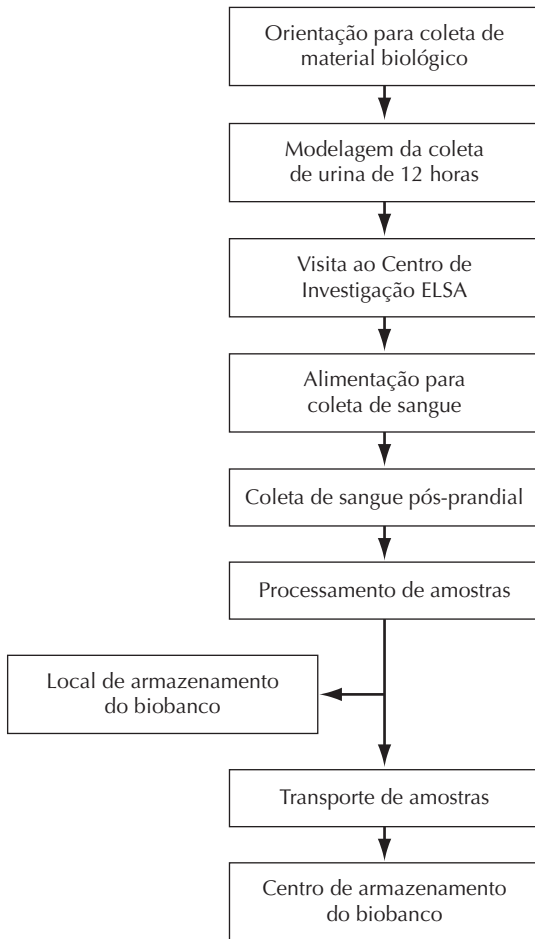 Orientação para coleta de
material biológico
Modelagem da coleta
de urina de 12 horas
Visita ao Centro de
Investigação ELSA
Alimentação para
coleta de sangue
Coleta de sangue pós-prandial
Processamento de amostras
Local de armazenamento
do biobanco
Transporte de amostras
Centro de armazenamento
do biobanco